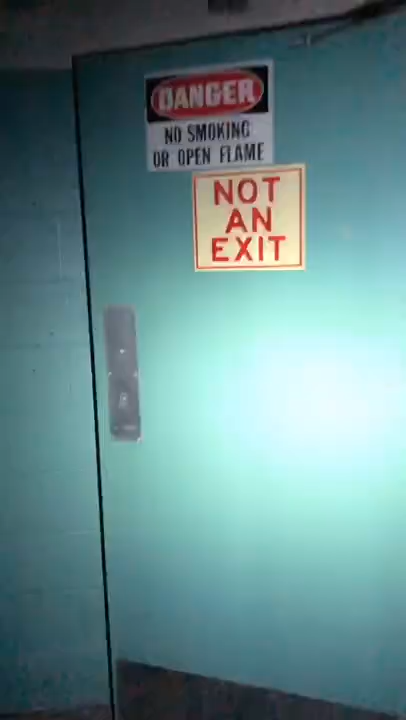 DANGER
NO SMOKING
OR OPEN FLAME
NOT
AN
EXIT